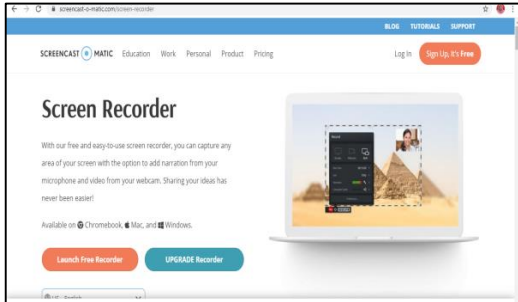 screencast-o-matic.com/screen-recorder
BLOG TUTORIALS SUPPORT
SCREENCAST MATIC Education Work Personal Product Pricing Log In Sign Up, It's Free
Screen Recorder
With our free and easy-to-use screen recorder, you can capture any
area of your screen with the option to add narration from your
microphone and video from your webcam. Sharing your ideas has
never been easier!
Available on Chromebook, Mac, and Windows.
Launch Free Recorder UPGRADE Recorder
US - English